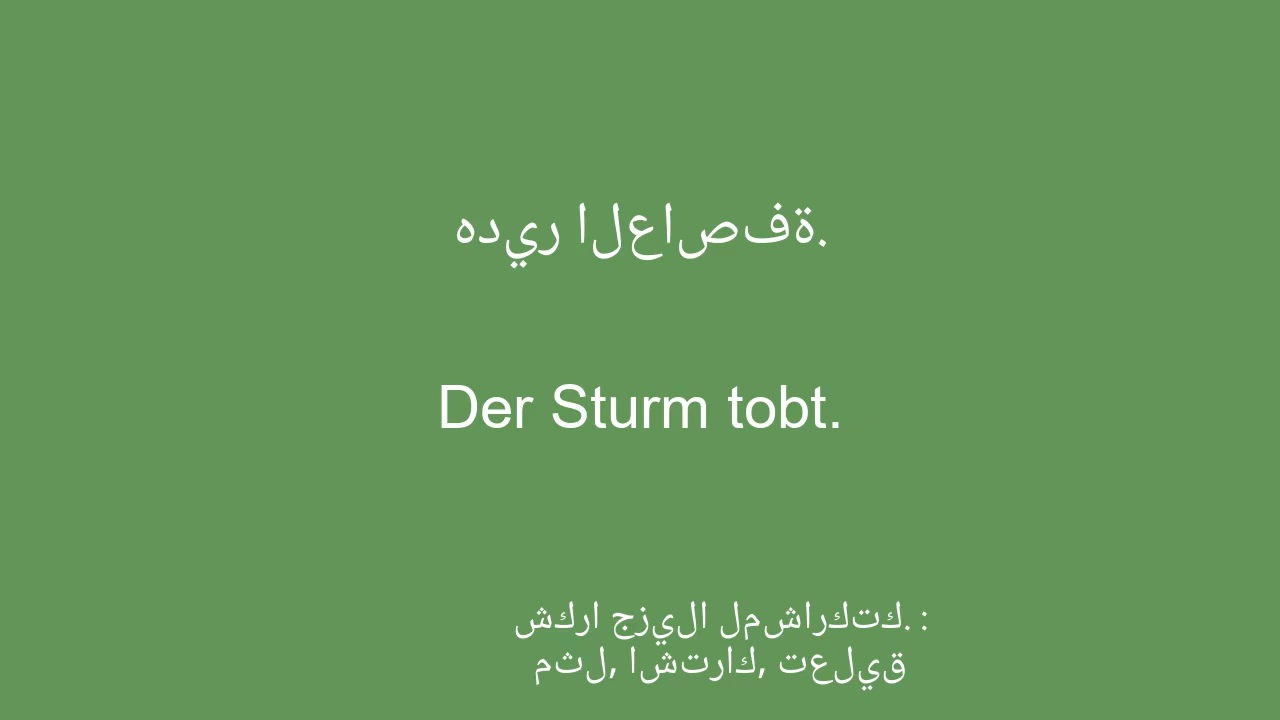 هدير العاصفة.
Der Sturm tobt.
شكرا جزيلا لمشاركتك. :
مثل, اشتراك, تعليق